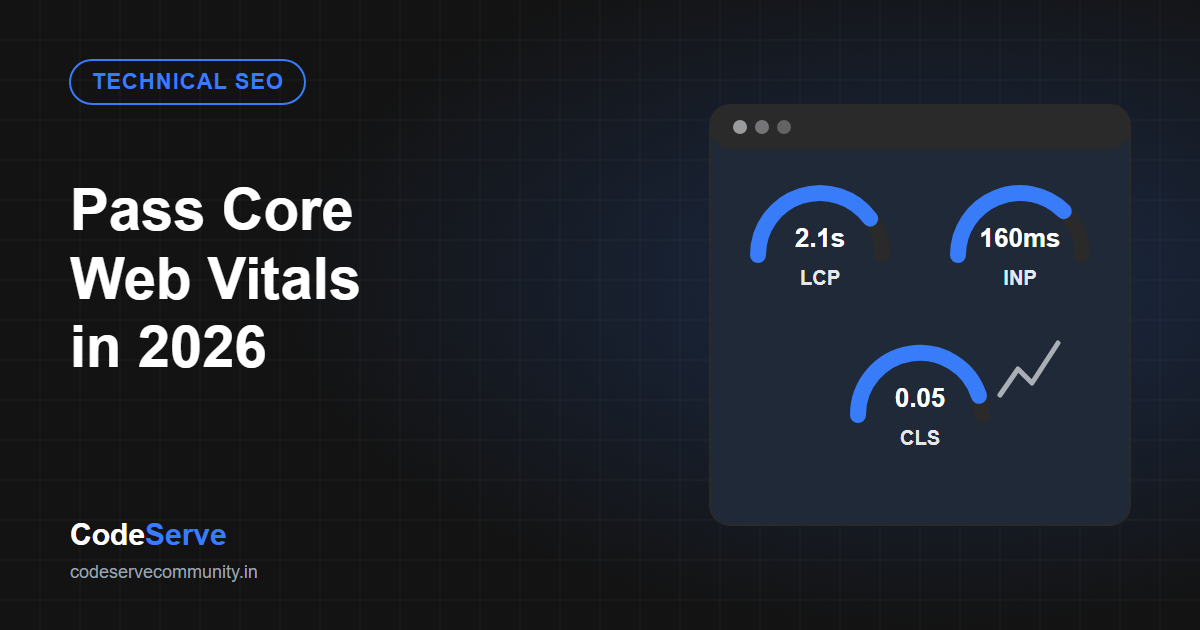 TECHNICAL SEO
Pass Core
Web Vitals
in 2026
2.1s
LCP
160ms
INP
0.05
CLS
CodeServe
codeservecommunity.in